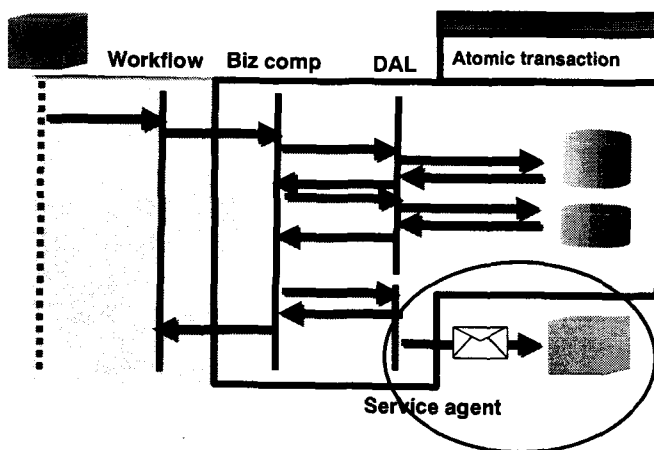 Workflow
Biz comp
DAL
Atomic transaction
Service agent